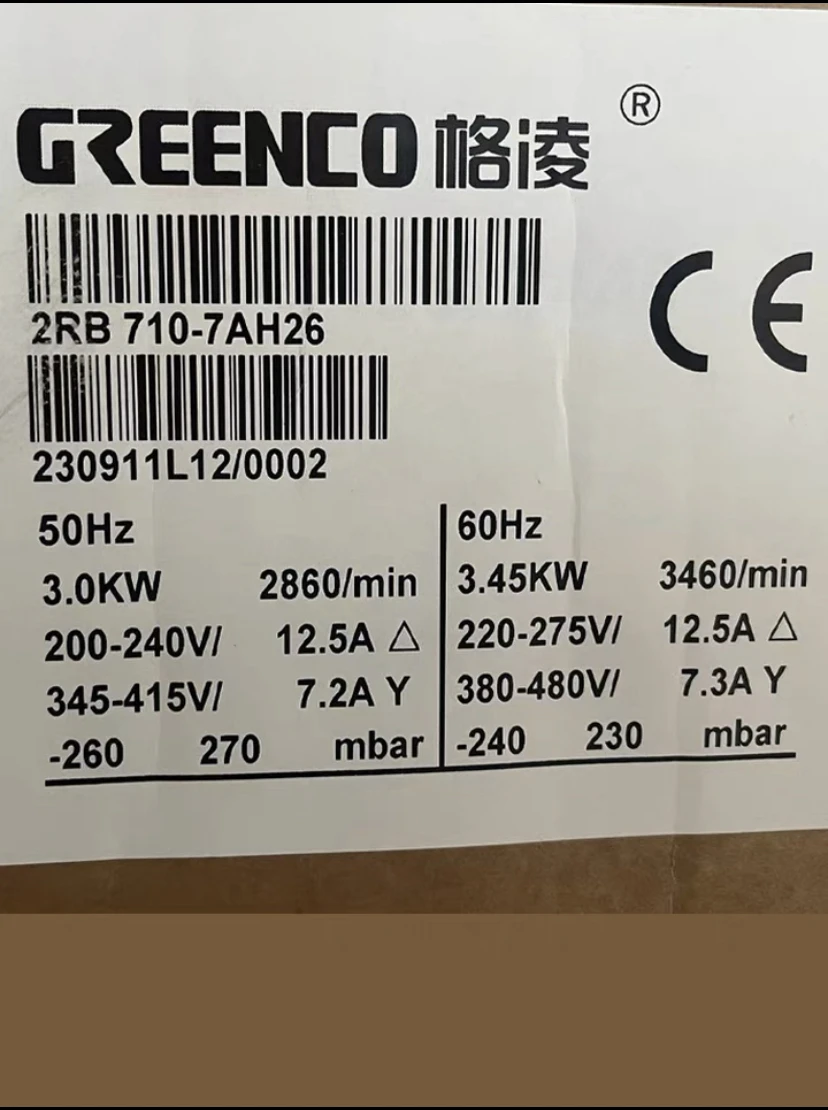 GREENCO 格凌 ®
CE
2RB 710-7AH26
230911L12/0002
50Hz
3.0KW 2860/min
200-240V/ 12.5A △
345-415V/ 7.2A Y
-260 270 mbar
60Hz
3.45KW 3460/min
220-275V/ 12.5A △
380-480V/ 7.3A Y
-240 230 mbar